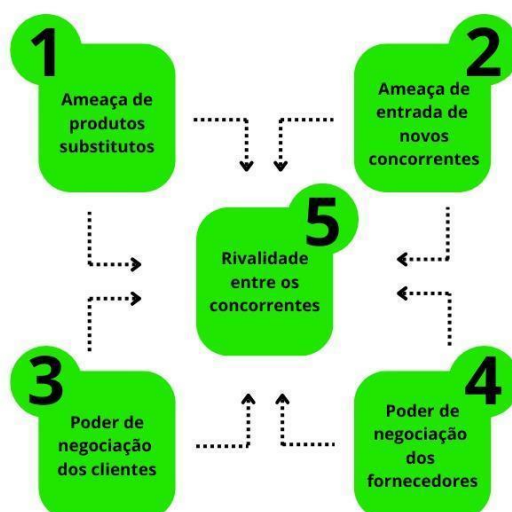 1
Ameaça de
produtos
substitutos
2
Ameaça de
entrada de
novos
concorrentes
5
Rivalidade
entre os
concorrentes
3
Poder de
negociação
dos clientes
4
Poder de
negociação
dos
fornecedores